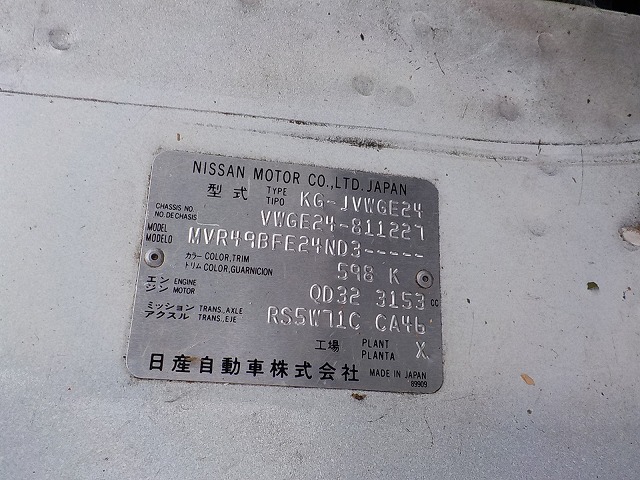 NISSAN MOTOR CO.,LTD. JAPAN
型式 TYPE TIPO KG-JVWGE24
CHASSIS NO. NO. DE CHASIS VWGE24-811227
MODEL MODELO MVR49BFE24ND3-----
カラー COLOR, TRIM
トリム COLOR, GUARNICION 598 K
エンジン ENGINE MOTOR QD32 3153 cc
ミッション アクスル TRANS., AXLE TRANS., EJE RS5W71C CA46
工場 PLANT PLANTA X
日産自動車株式会社 MADE IN JAPAN
89909